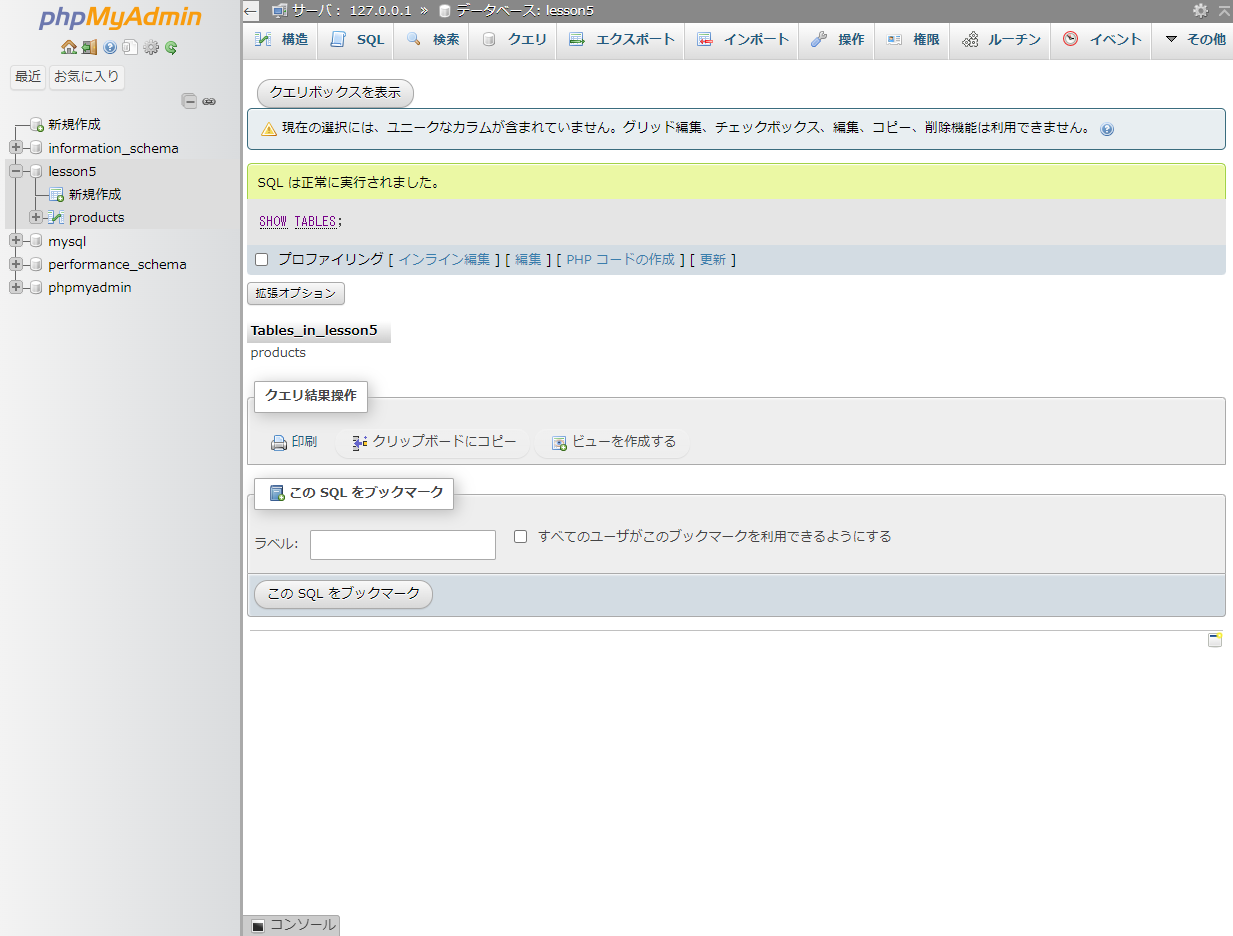 phpMyAdmin
最近 お気に入り
新規作成
information_schema
lesson5
新規作成
products
mysql
performance_schema
phpmyadmin
サーバ： 127.0.0.1 » データベース: lesson5
構造 SQL 検索 クエリ エクスポート インポート 操作 権限 ルーチン イベント その他
クエリボックスを表示
現在の選択には、ユニークなカラムが含まれていません。グリッド編集、チェックボックス、編集、コピー、削除機能は利用できません。
SQL は正常に実行されました。
SHOW TABLES;
プロファイリング [ インライン編集 ] [ 編集 ] [ PHP コードの作成 ] [ 更新 ]
拡張オプション
Tables_in_lesson5
products
クエリ結果操作
印刷 クリップボードにコピー ビューを作成する
この SQL をブックマーク
ラベル: すべてのユーザがこのブックマークを利用できるようにする
この SQL をブックマーク
コンソール